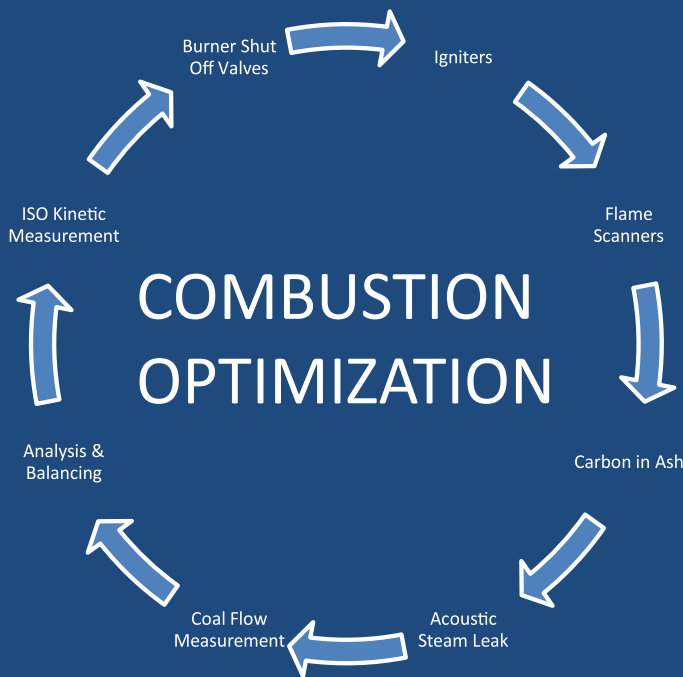 Burner Shut
Off Valves
Igniters
Flame
Scanners
Carbon in Ash
Acoustic
Steam Leak
Coal Flow
Measurement
Analysis &
Balancing
ISO Kinetic
Measurement
COMBUSTION
OPTIMIZATION